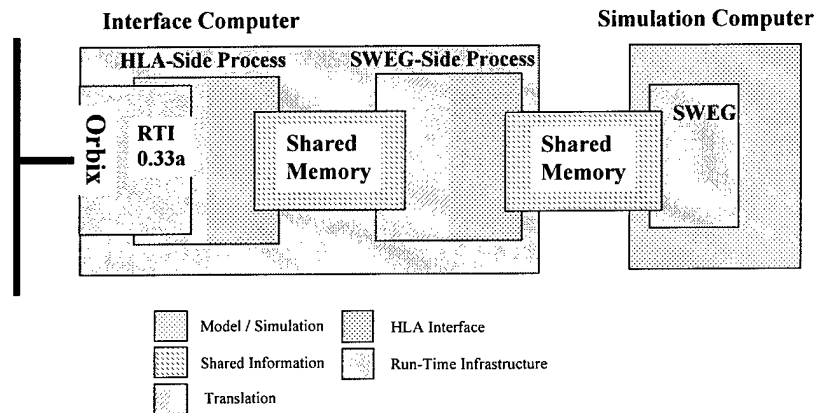 Interface Computer
Simulation Computer
HLA-Side Process
SWEG-Side Process
Orbix
RTI
0.33a
Shared
Memory
Shared
Memory
SWEG
Model / Simulation
HLA Interface
Shared Information
Run-Time Infrastructure
Translation